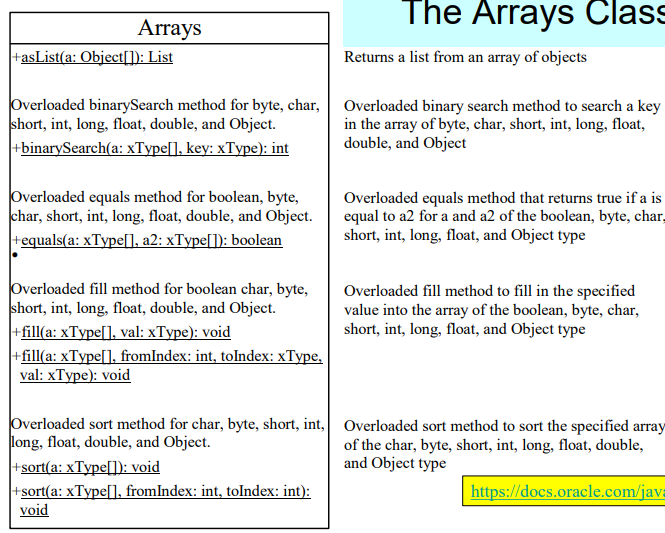 The Arrays Class
Arrays
+asList(a: Object[]): List
Returns a list from an array of objects
Overloaded binarySearch method for byte, char,
short, int, long, float, double, and Object.
+binarySearch(a: xType[], key: xType): int
Overloaded binary search method to search a key
in the array of byte, char, short, int, long, float,
double, and Object
Overloaded equals method for boolean, byte,
char, short, int, long, float, double, and Object.
+equals(a: xType[], a2: xType[]): boolean
•
Overloaded equals method that returns true if a is
equal to a2 for a and a2 of the boolean, byte, char,
short, int, long, float, and Object type
Overloaded fill method for boolean char, byte,
short, int, long, float, double, and Object.
+fill(a: xType[], val: xType): void
+fill(a: xType[], fromIndex: int, toIndex: xType,
val: xType): void
Overloaded fill method to fill in the specified
value into the array of the boolean, byte, char,
short, int, long, float, and Object type
Overloaded sort method for char, byte, short, int,
long, float, double, and Object.
+sort(a: xType[]): void
+sort(a: xType[], fromIndex: int, toIndex: int):
void
Overloaded sort method to sort the specified array
of the char, byte, short, int, long, float, double,
and Object type
https://docs.oracle.com/java